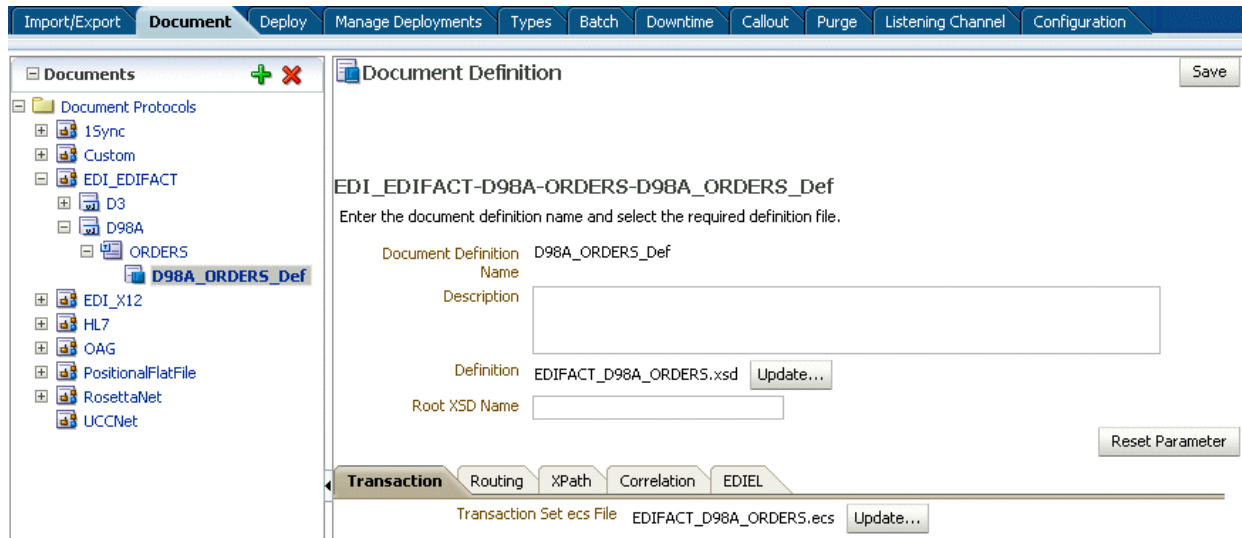 Import/Export Document Deploy Manage Deployments Types Batch Downtime Callout Purge Listening Channel Configuration
Documents
Document Protocols
1Sync
Custom
EDI_EDIFACT
D3
D98A
ORDERS
D98A_ORDERS_Def
EDI_X12
HL7
OAG
PositionalFlatFile
RosettaNet
UCCNet
Document Definition
Save
EDI_EDIFACT-D98A-ORDERS-D98A_ORDERS_Def
Enter the document definition name and select the required definition file.
Document Definition D98A_ORDERS_Def
Name
Description
Definition EDIFACT_D98A_ORDERS.xsd Update...
Root XSD Name
Reset Parameter
Transaction Routing XPath Correlation EDIEL
Transaction Set ecs File EDIFACT_D98A_ORDERS.ecs Update...